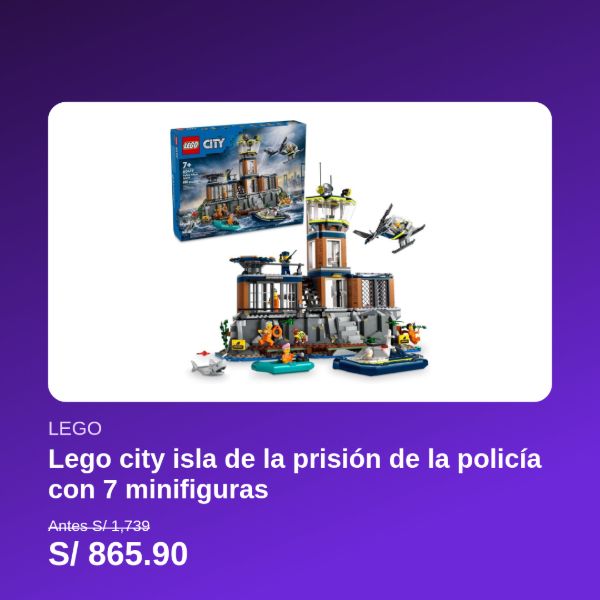 LEGO CITY
7+
LEGO
Lego city isla de la prisión de la policía
con 7 minifiguras
Antes S/ 1,739
S/ 865.90